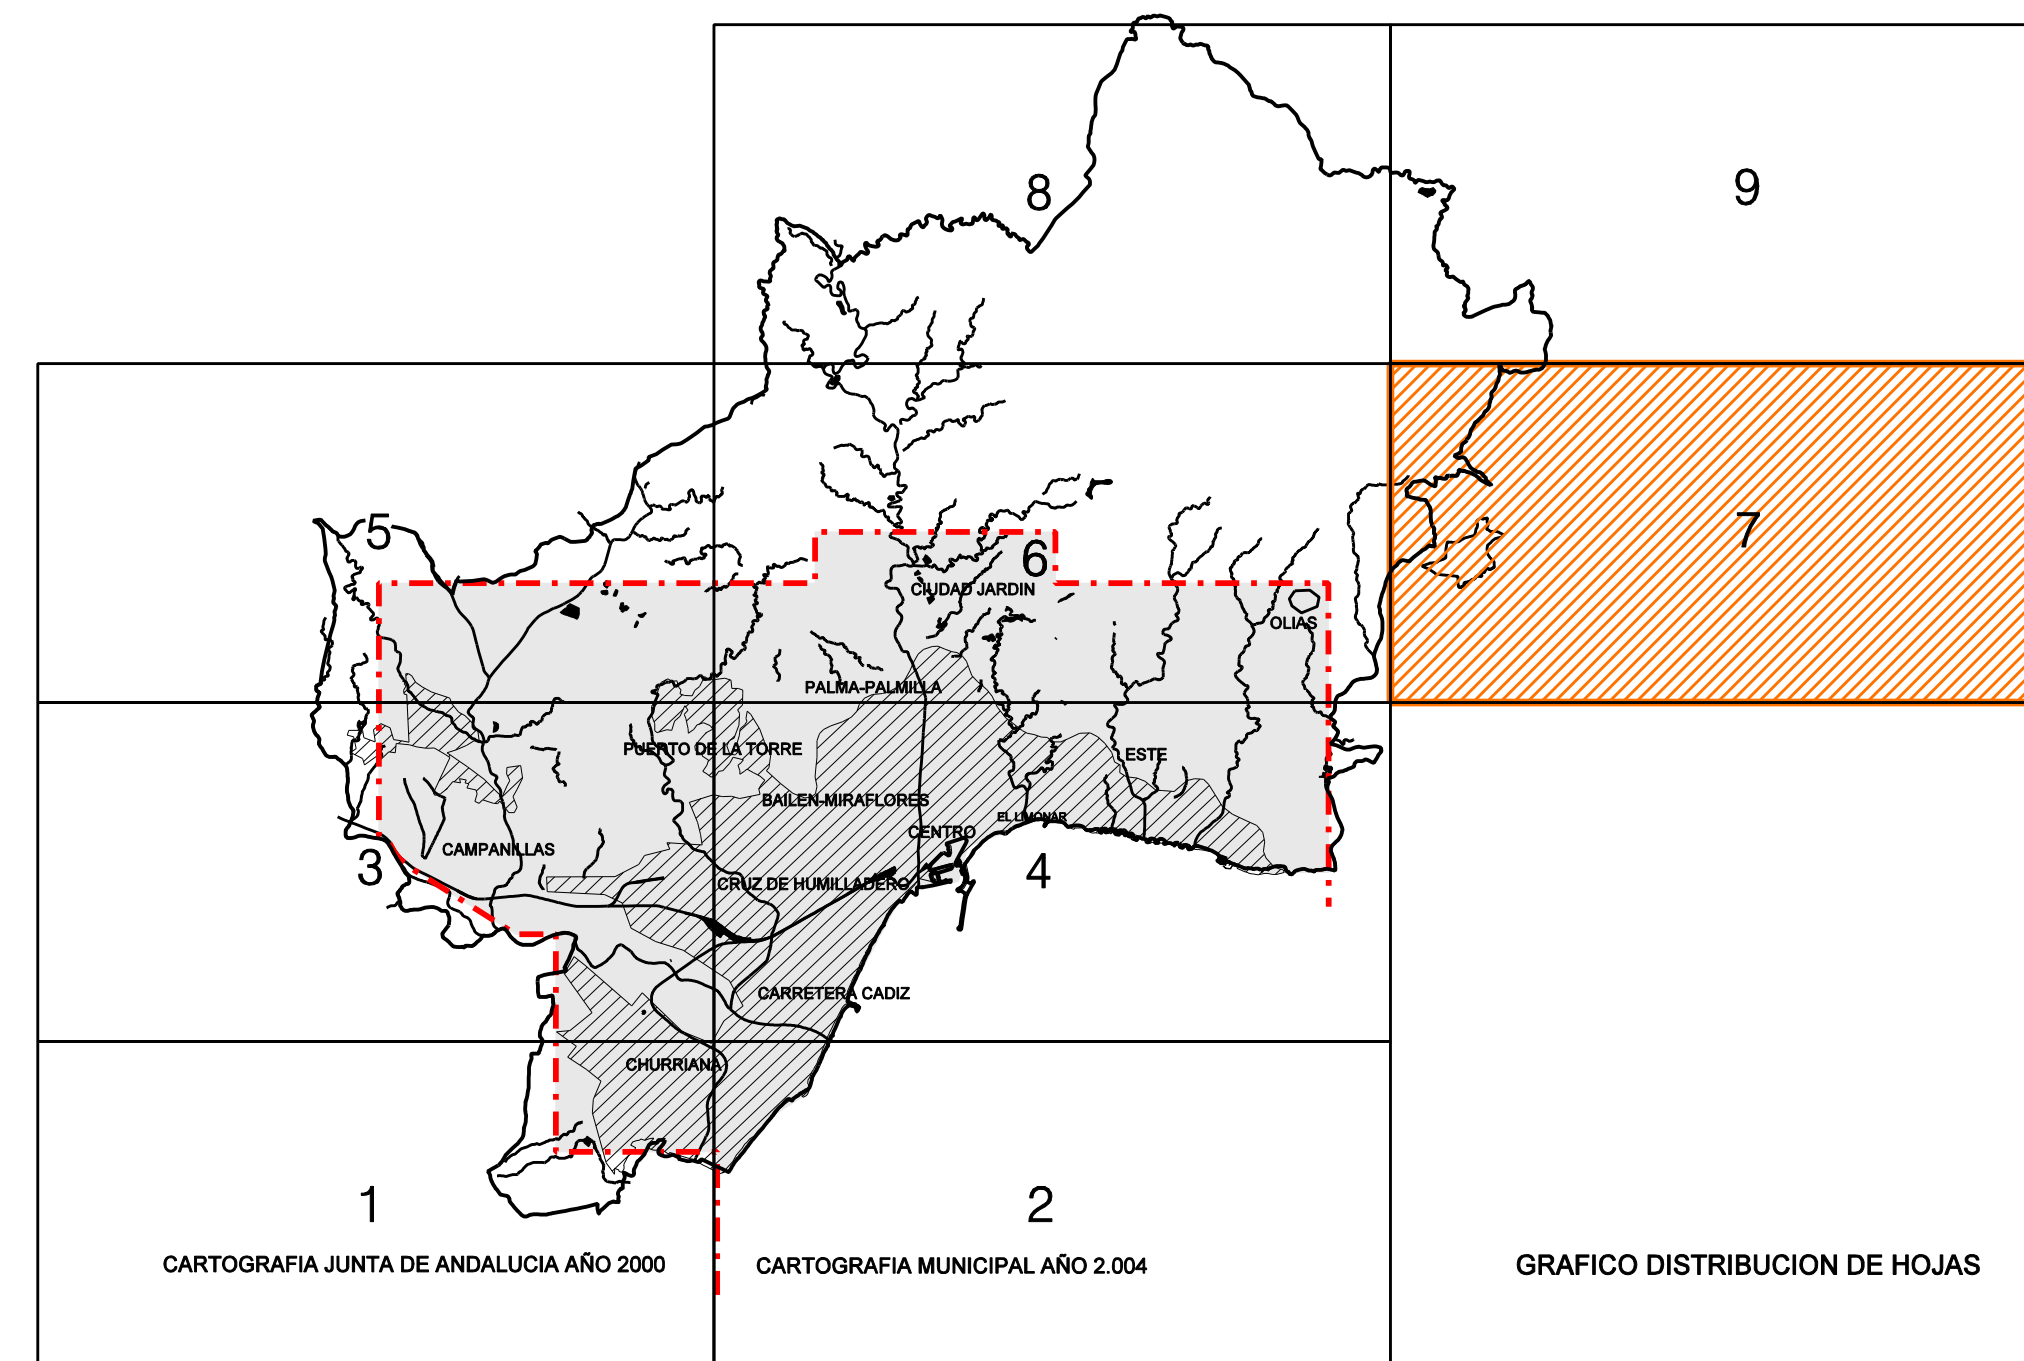 8
9
5
6
7
CIUDAD JARDIN
OLIAS
PALMA-PALMILLA
PUERTO DE LA TORRE
ESTE
BAILEN-MIRAFLORES
EL LIMONAR
CENTRO
CAMPANILLAS
3
4
CRUZ DE HUMILLADERO
CARRETERA CADIZ
CHURRIANA
1
2
CARTOGRAFIA JUNTA DE ANDALUCIA AÑO 2000
CARTOGRAFIA MUNICIPAL AÑO 2.004
GRAFICO DISTRIBUCION DE HOJAS